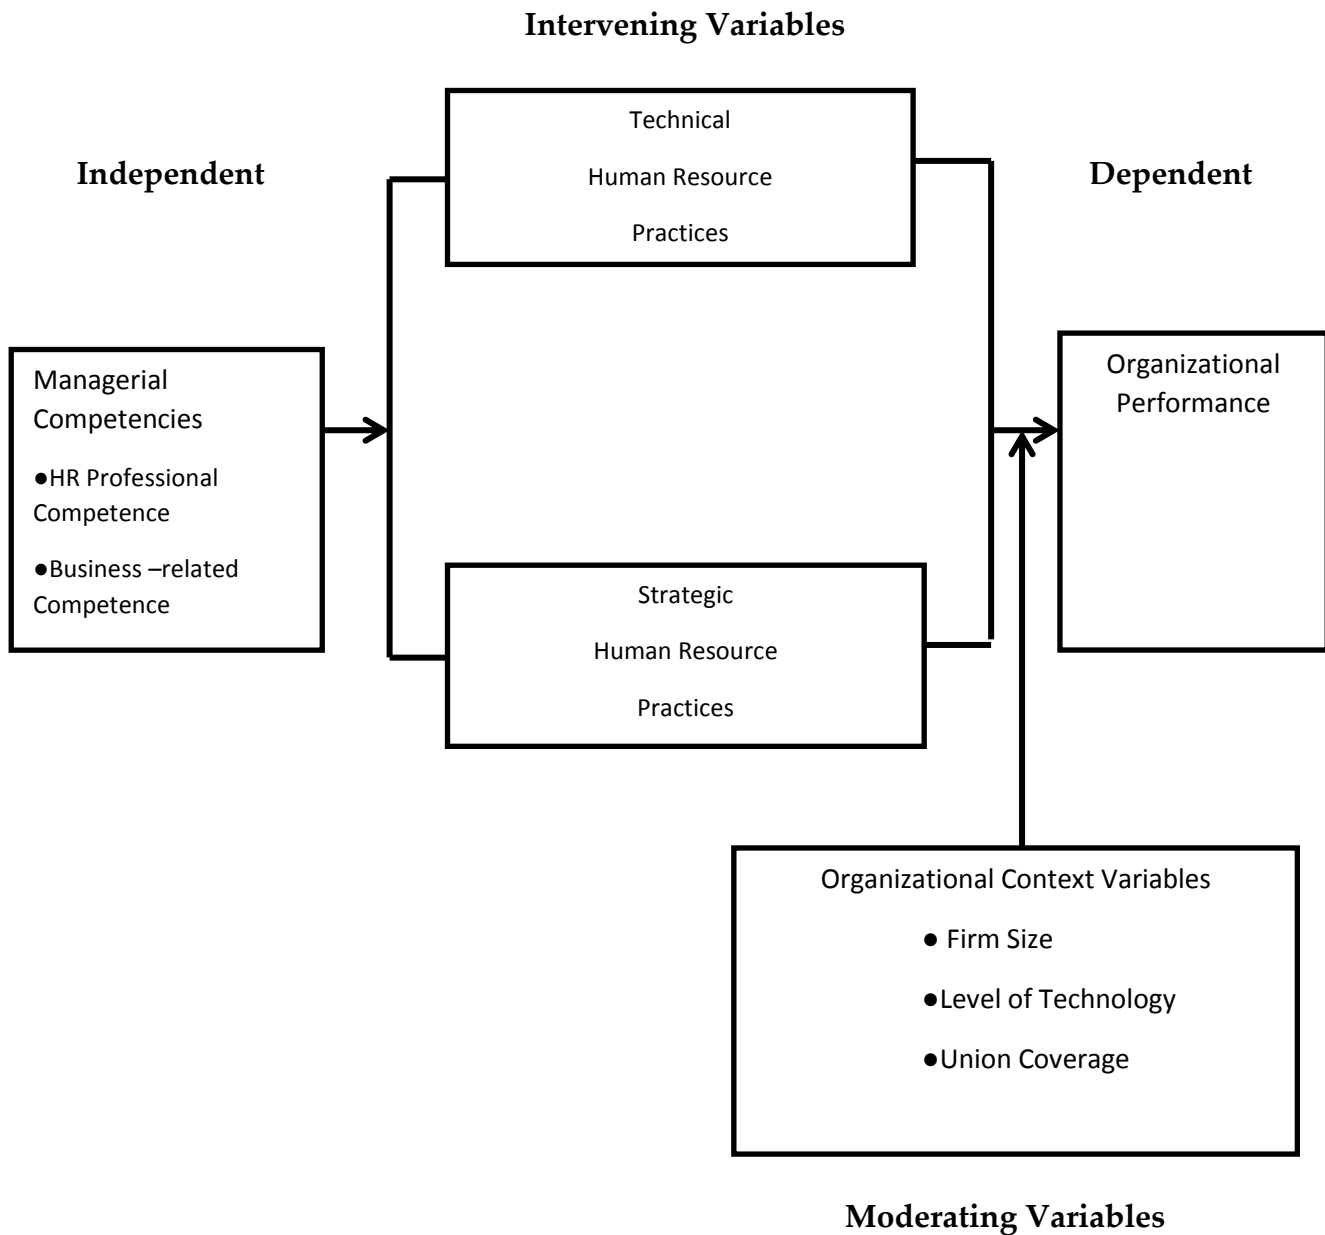 Intervening Variables
Technical
Human Resource
Practices
Independent
Dependent
Managerial
Competencies
●HR Professional
Competence
●Business –related
Competence
Organizational
Performance
Strategic
Human Resource
Practices
Organizational Context Variables
● Firm Size
●Level of Technology
●Union Coverage
Moderating Variables